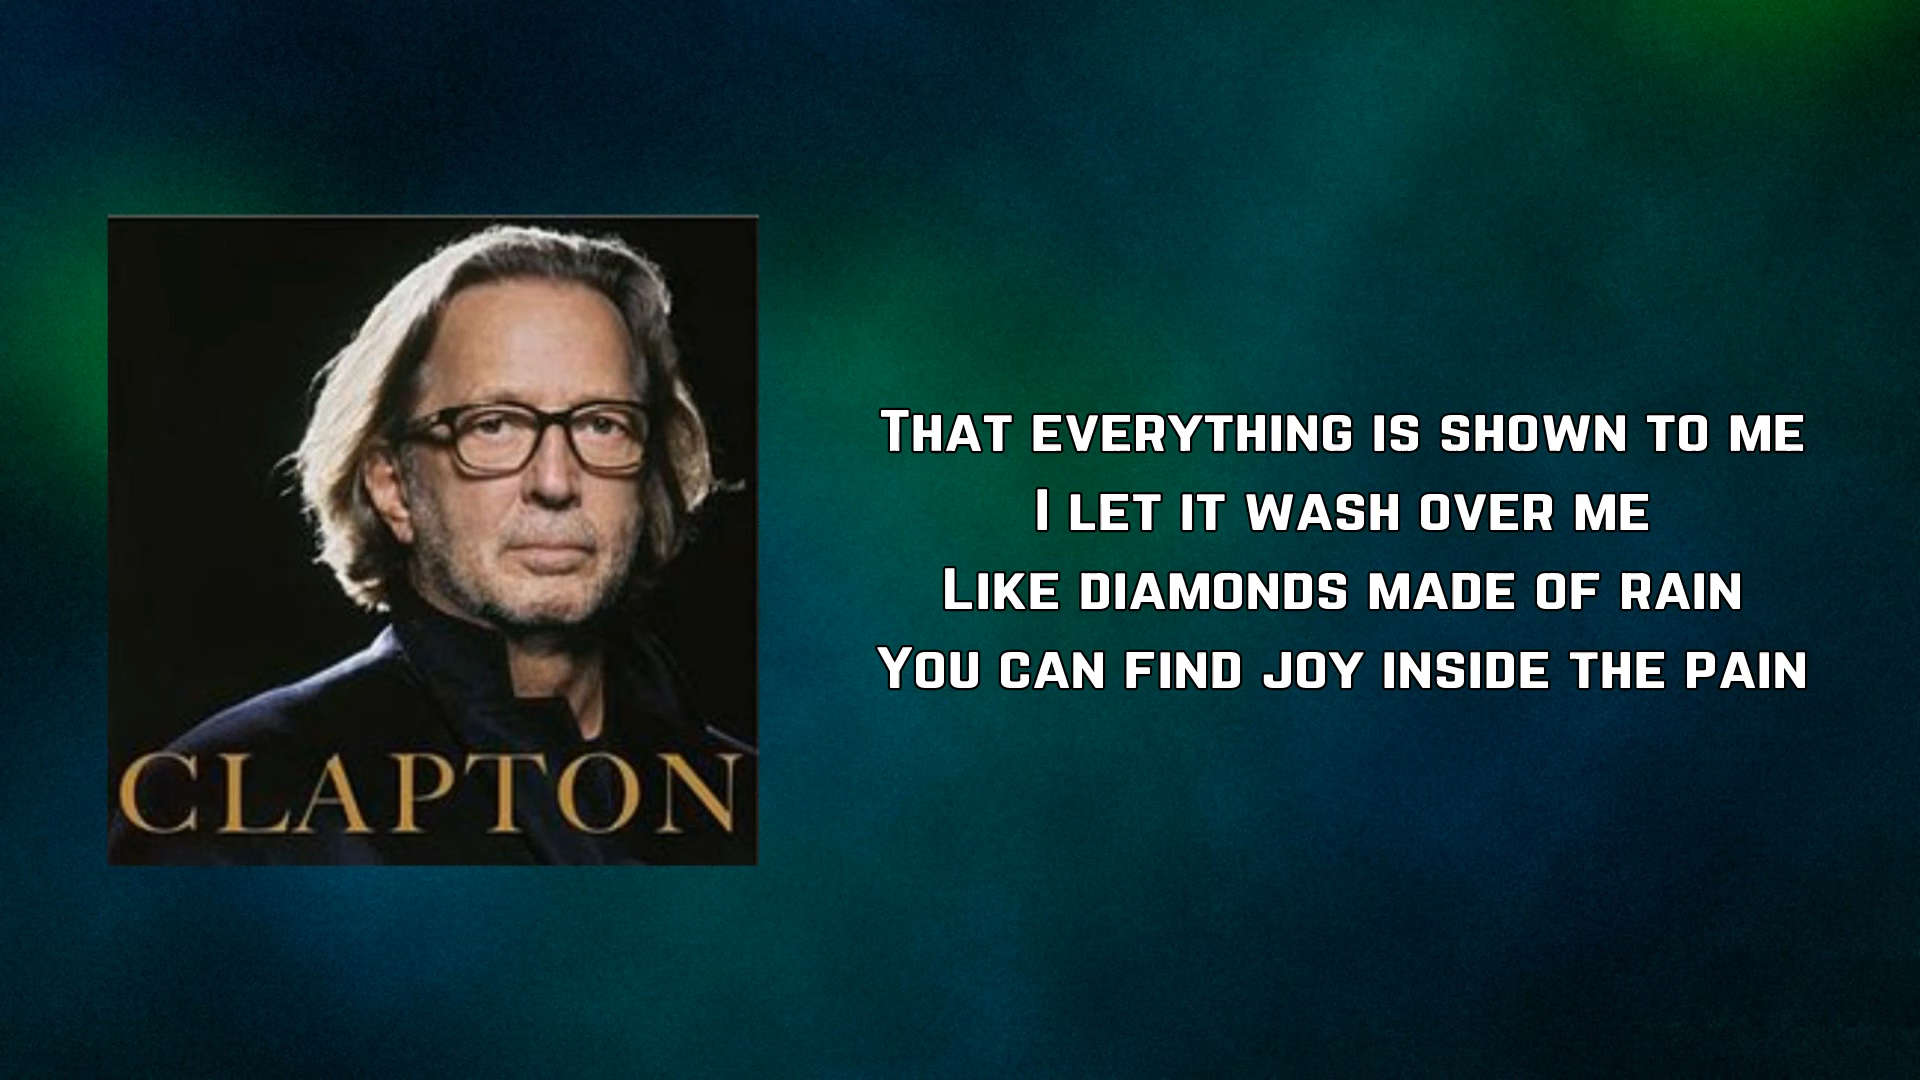 CLAPTON
That everything is shown to me
I let it wash over me
Like diamonds made of rain
You can find joy inside the pain